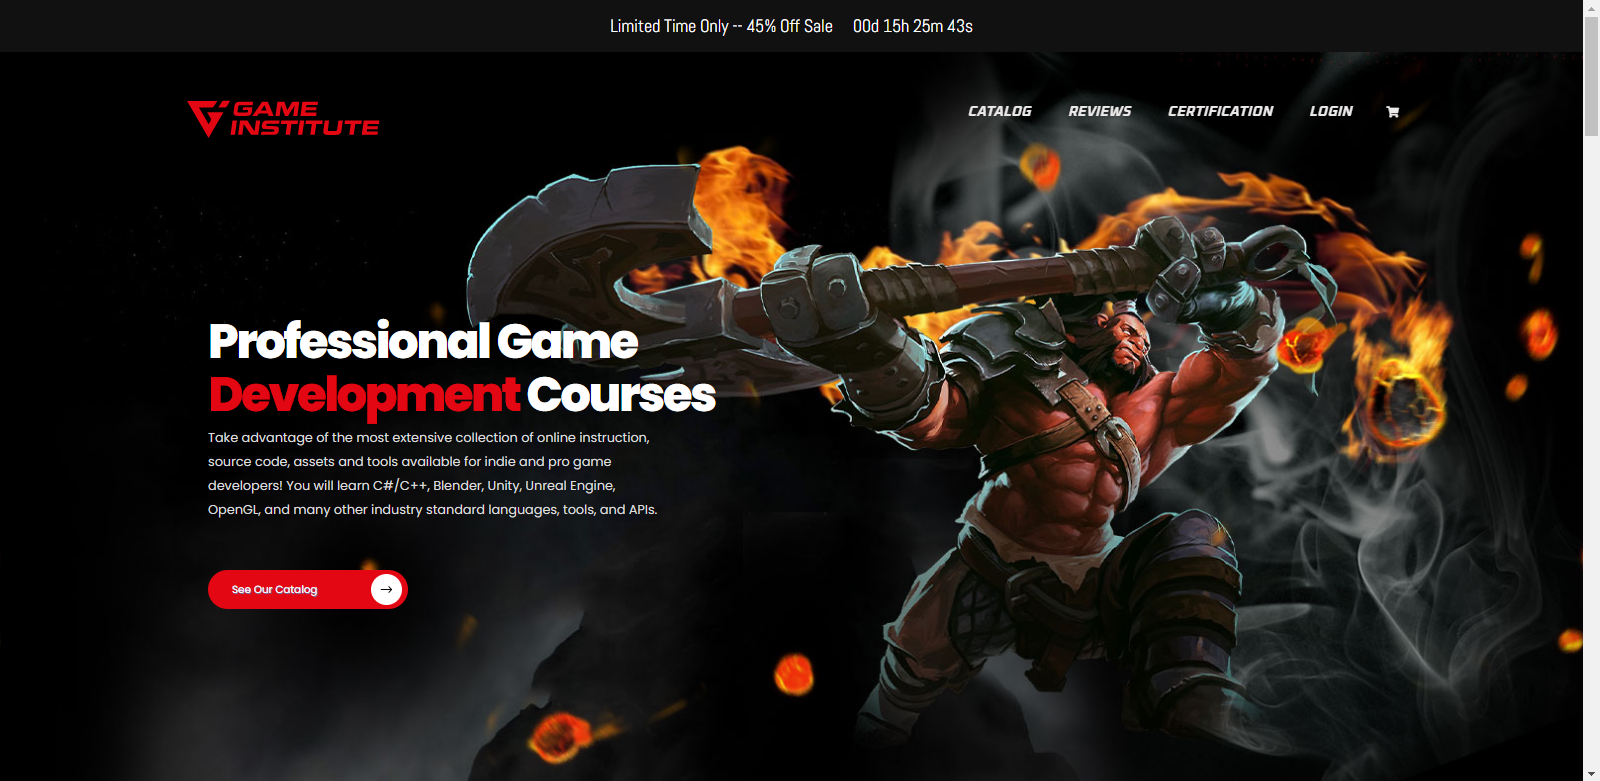 Limited Time Only -- 45% Off Sale 00d 15h 25m 43s
GAME
INSTITUTE
CATALOG REVIEWS CERTIFICATION LOGIN
Professional Game
Development Courses
Take advantage of the most extensive collection of online instruction,
source code, assets and tools available for indie and pro game
developers! You will learn C#/C++, Blender, Unity, Unreal Engine,
OpenGL, and many other industry standard languages, tools, and APIs.
See Our Catalog